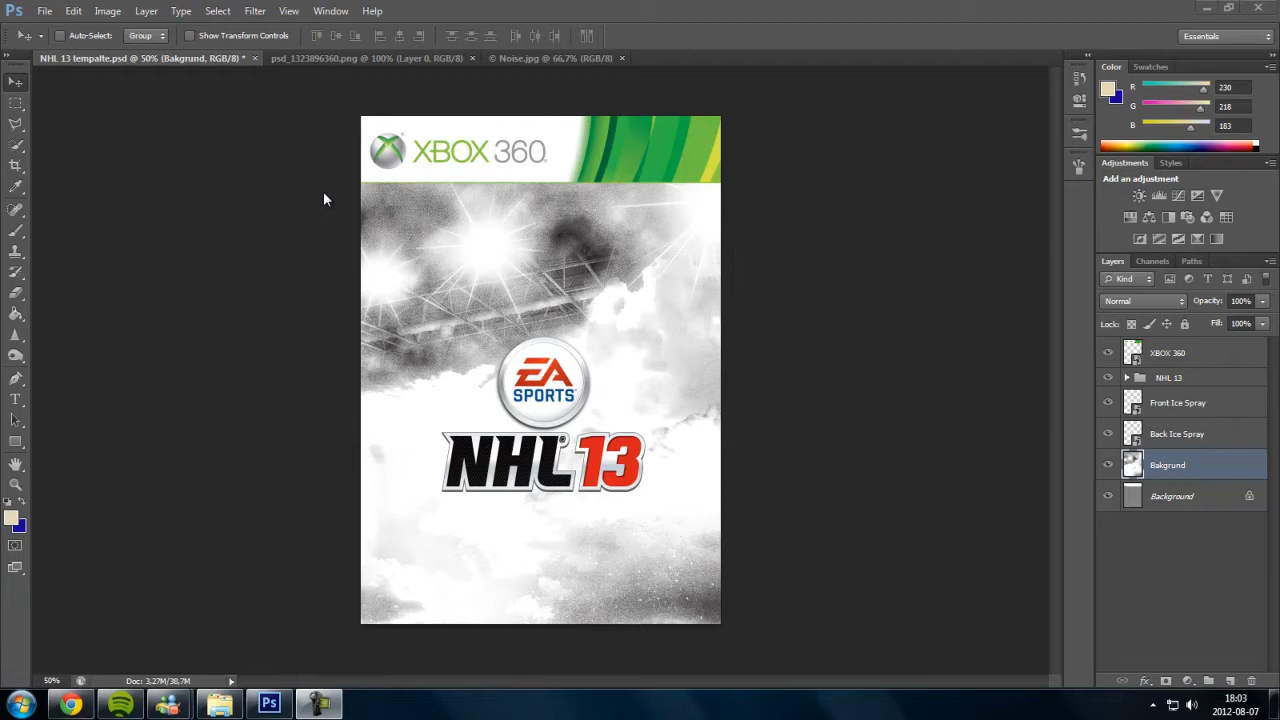 Ps File Edit Image Layer Type Select Filter View Window Help
Auto-Select: Group Show Transform Controls Essentials
NHL 13 tempalte.psd @ 50% (Bakgrund, RGB/8) * × psd_1323896360.png @ 100% (Layer 0, RGB/8) × © Noise.jpg @ 66,7% (RGB/8) ×
Color Swatches
R 230
G 218
B 183
Adjustments Styles
Add an adjustment
Layers Channels Paths
Kind
Normal Opacity: 100%
Lock: Fill: 100%
XBOX 360
NHL 13
Front Ice Spray
Back Ice Spray
Bakgrund
Background
XBOX 360
EA
SPORTS
NHL 13
50% Doc: 3,27M/38,7M
Ps
18:03
2012-08-07